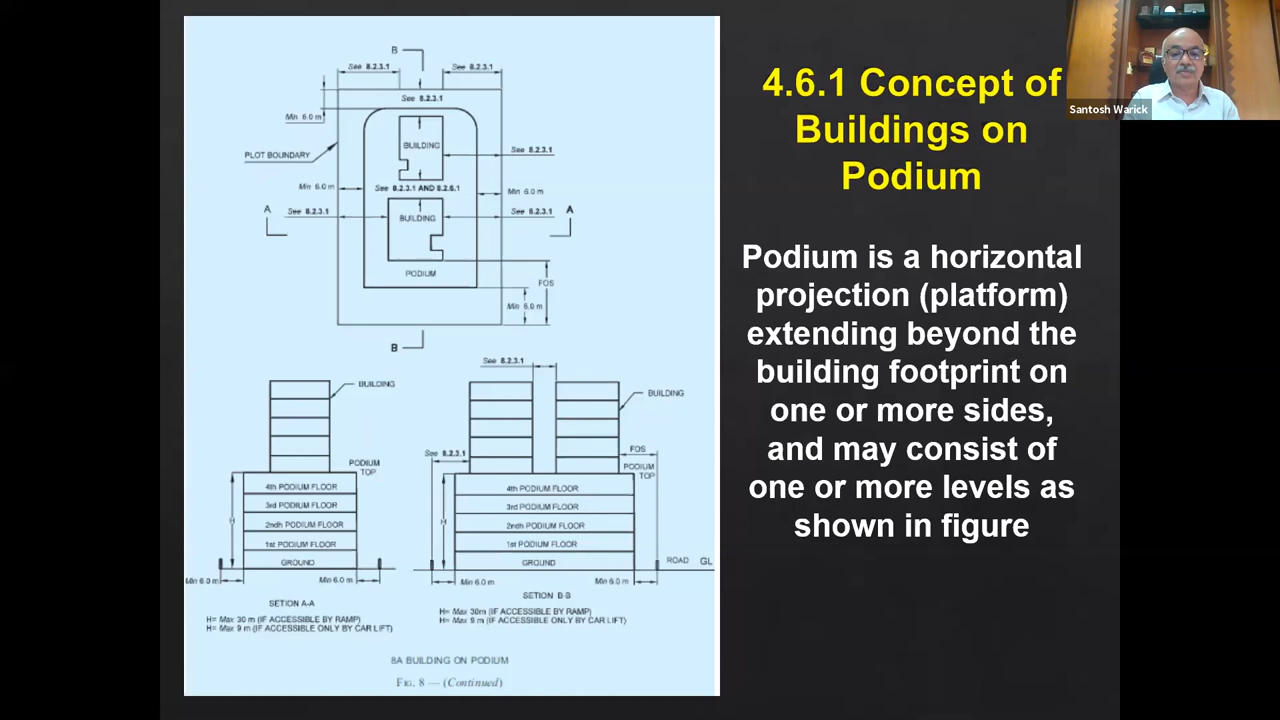 B
See 8.2.3.1
See 8.2.3.1
See 8.2.3.1
Min 6.0 m
BUILDING
PLOT BOUNDARY
See 8.2.3.1
Min 6.0 m
See 8.2.3.1 AND 8.2.6.1
Min 6.0 m
A
See 8.2.3.1
BUILDING
See 8.2.3.1
A
PODIUM
FOS
Min 6.0 m
B
BUILDING
PODIUM
TOP
4th PODIUM FLOOR
3rd PODIUM FLOOR
2ndh PODIUM FLOOR
1st PODIUM FLOOR
GROUND
H
Min 6.0 m
Min 6.0 m
SETION A-A
H= Max 30 m (IF ACCESSIBLE BY RAMP)
H= Max 9 m (IF ACCESSIBLE ONLY BY CAR LIFT)
See 8.2.3.1
BUILDING
See 8.2.3.1
FOS
PODIUM
TOP
4th PODIUM FLOOR
3rd PODIUM FLOOR
2ndh PODIUM FLOOR
1st PODIUM FLOOR
GROUND
H
ROAD GL
Min 6.0 m
Min 6.0 m
SETION B-B
H= Max 30m (IF ACCESSIBLE BY RAMP)
H= Max 9 m (IF ACCESSIBLE ONLY BY CAR LIFT)
8A BUILDING ON PODIUM
FIG. 8 — (Continued)
4.6.1 Concept of
Buildings on
Podium
Podium is a horizontal
projection (platform)
extending beyond the
building footprint on
one or more sides,
and may consist of
one or more levels as
shown in figure
Santosh Warick